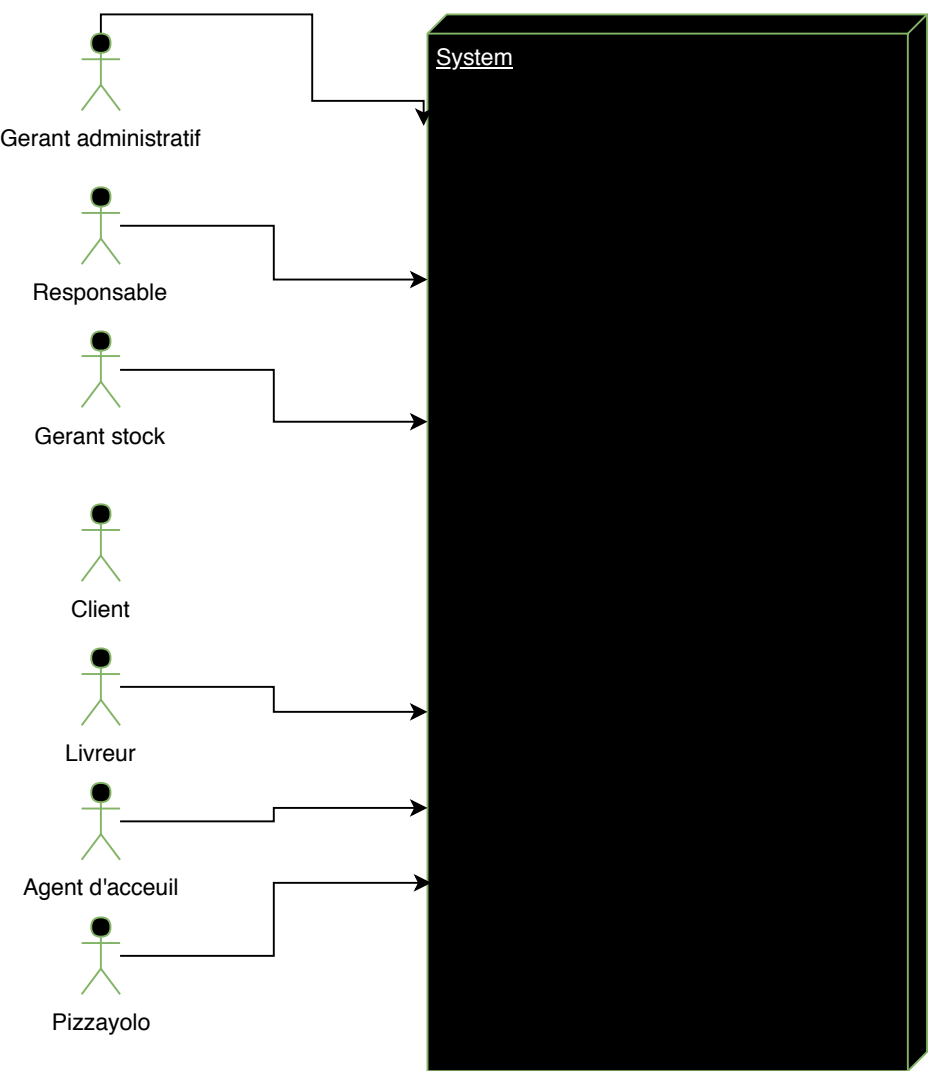 System
Gerant administratif
Responsable
Gerant stock
Client
Livreur
Agent d'acceuil
Pizzayolo